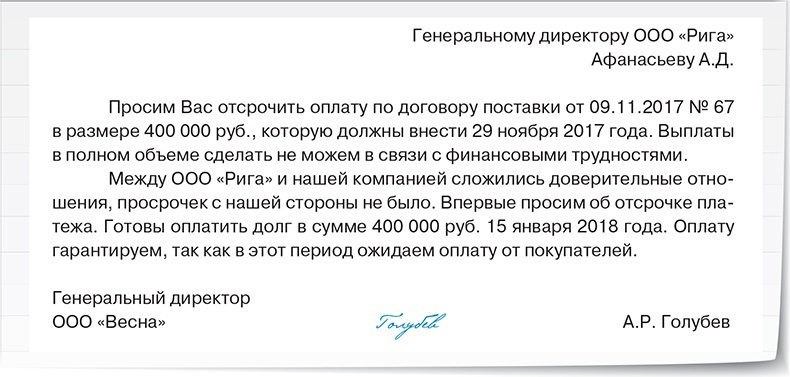 Генеральному директору ООО «Рига»
Афанасьеву А.Д.
Просим Вас отсрочить оплату по договору поставки от 09.11.2017 № 67
в размере 400 000 руб., которую должны внести 29 ноября 2017 года. Выплаты
в полном объеме сделать не можем в связи с финансовыми трудностями.
Между ООО «Рига» и нашей компанией сложились доверительные отно-
шения, просрочек с нашей стороны не было. Впервые просим об отсрочке пла-
тежа. Готовы оплатить долг в сумме 400 000 руб. 15 января 2018 года. Оплату
гарантируем, так как в этот период ожидаем оплату от покупателей.
Генеральный директор
ООО «Весна» Голубев А.Р. Голубев